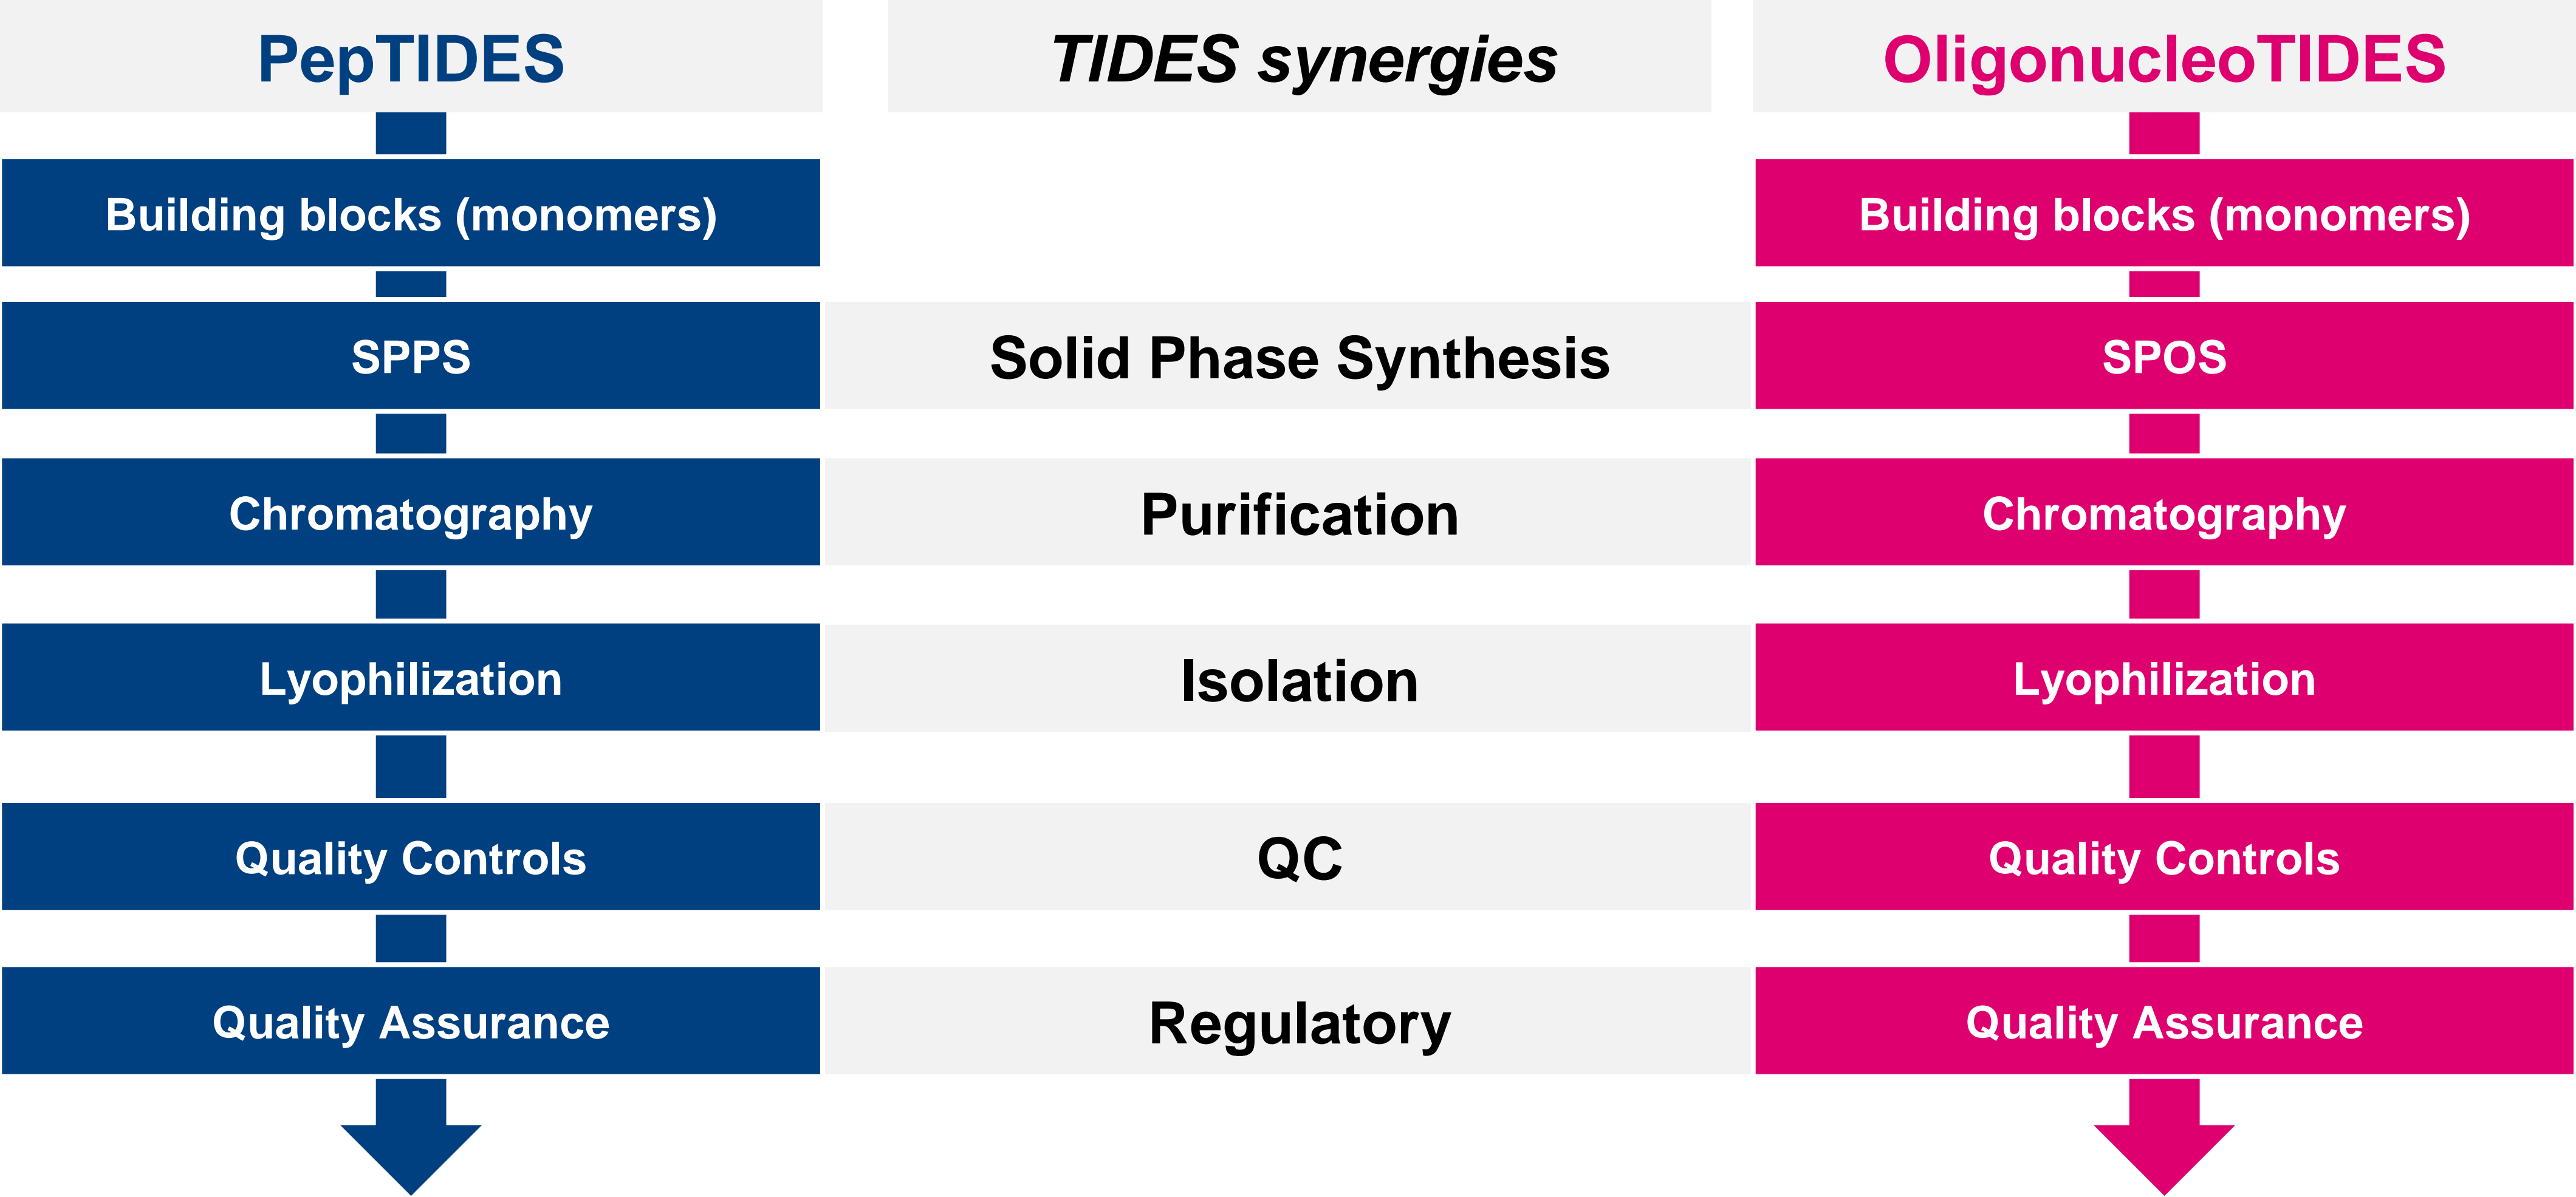 PepTIDES
TIDES synergies
OligonucleoTIDES
Building blocks (monomers)
Building blocks (monomers)
SPPS
Solid Phase Synthesis
SPOS
Chromatography
Purification
Chromatography
Lyophilization
Isolation
Lyophilization
Quality Controls
QC
Quality Controls
Quality Assurance
Regulatory
Quality Assurance